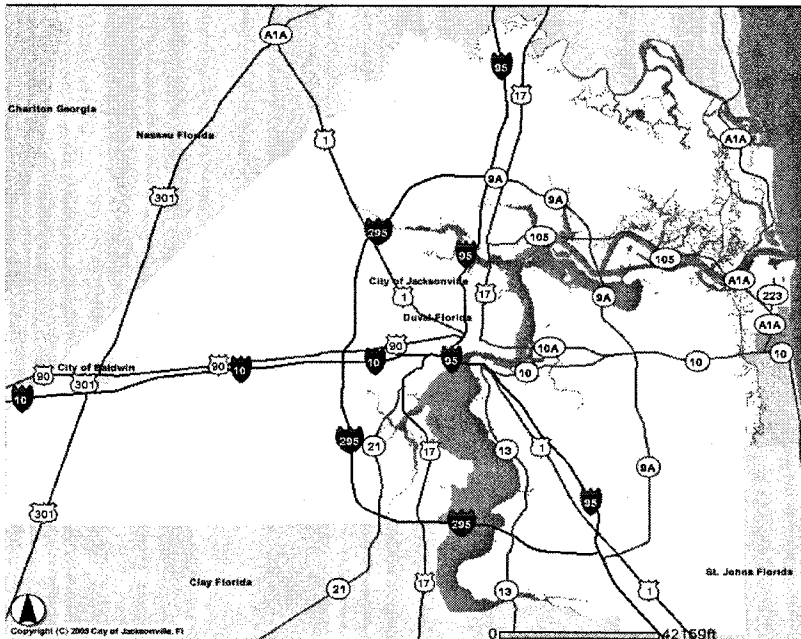 A1A
95
17
Charlton Georgia
Nassau Florida
1
A1A
301
9A
9A
295
105
95
105
City of Jacksonville
A1A
1
17
9A
223
Duval Florida
A1A
90
10A
90
City of Baldwin
10
95
10
10
10
90
301
10
10
295
21
17
13
1
9A
95
301
295
Clay Florida
St. Johns Florida
21
17
13
1
Copyright (C) 2003 City of Jacksonville, Fl
0
42159ft